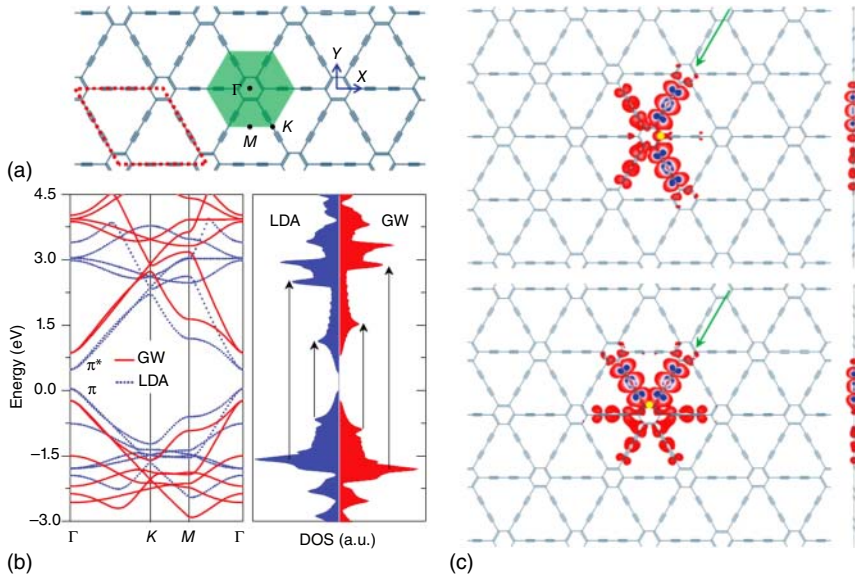 Y
Γ
X
M
K
(a)
4.5
3.0
1.5
0.0
−1.5
−3.0
Energy (eV)
π*
π
GW
LDA
Γ
K
M
Γ
LDA
GW
DOS (a.u.)
(b)
(c)